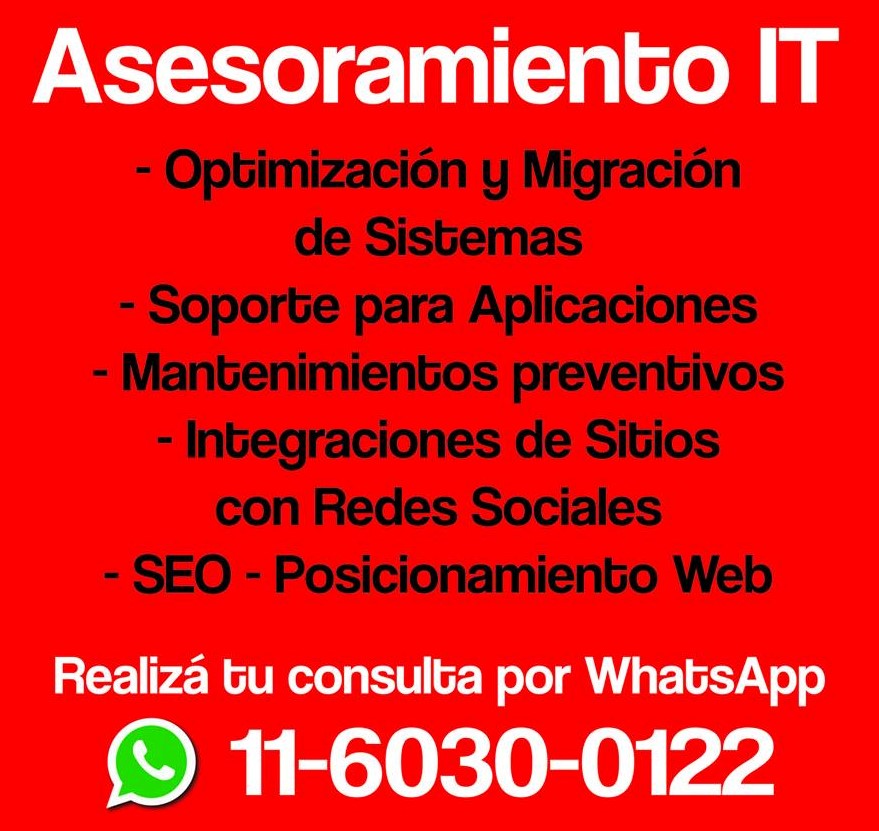 Asesoramiento IT
- Optimización y Migración
de Sistemas
- Soporte para Aplicaciones
- Mantenimientos preventivos
- Integraciones de Sitios
con Redes Sociales
- SEO - Posicionamiento Web
Realizá tu consulta por WhatsApp
11-6030-0122